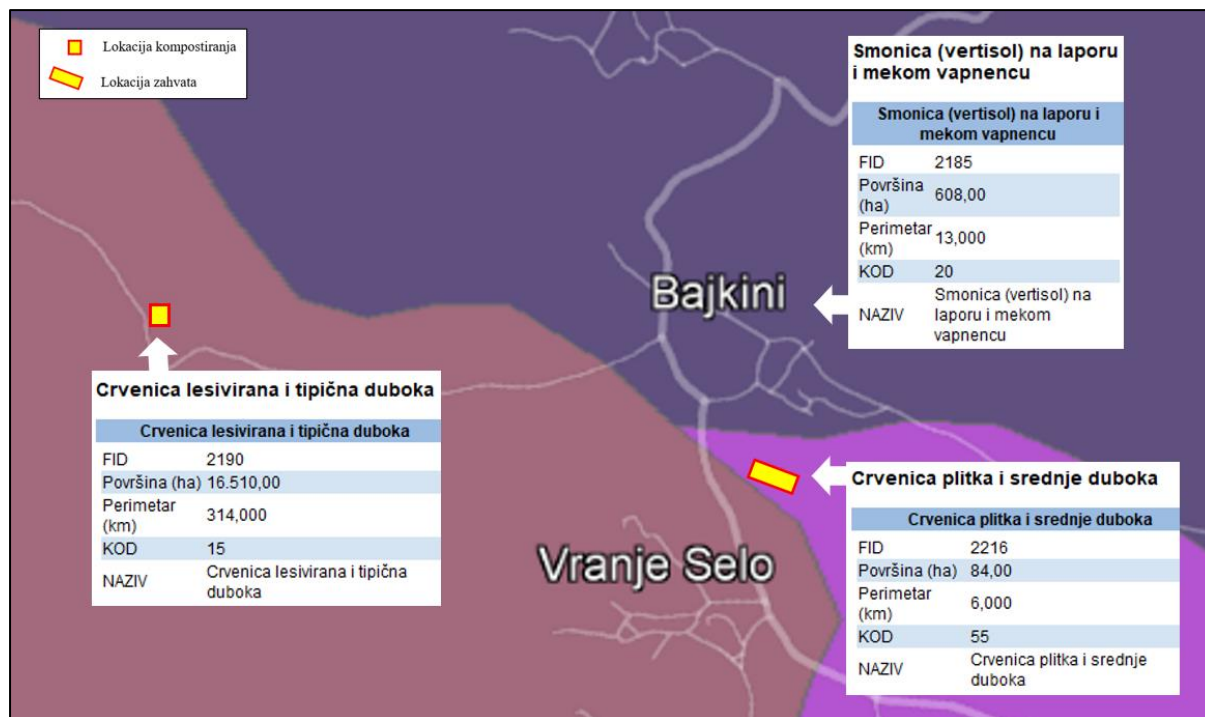 Lokacija kompostiranja
Lokacija zahvata
Smonica (vertisol) na laporu
i mekom vapnencu
Smonica (vertisol) na laporu i
mekom vapnencu
FID 2185
Površina
(ha) 608,00
Perimetar
(km) 13,000
KOD 20
NAZIV Smonica (vertisol) na
laporu i mekom
vapnencu
Bajkini
Crvenica lesivirana i tipična duboka
Crvenica lesivirana i tipična duboka
FID 2190
Površina (ha) 16.510,00
Perimetar
(km) 314,000
KOD 15
NAZIV Crvenica lesivirana i tipična
duboka
Vranje Selo
Crvenica plitka i srednje duboka
Crvenica plitka i srednje duboka
FID 2216
Površina (ha) 84,00
Perimetar
(km) 6,000
KOD 55
NAZIV Crvenica plitka i srednje
duboka